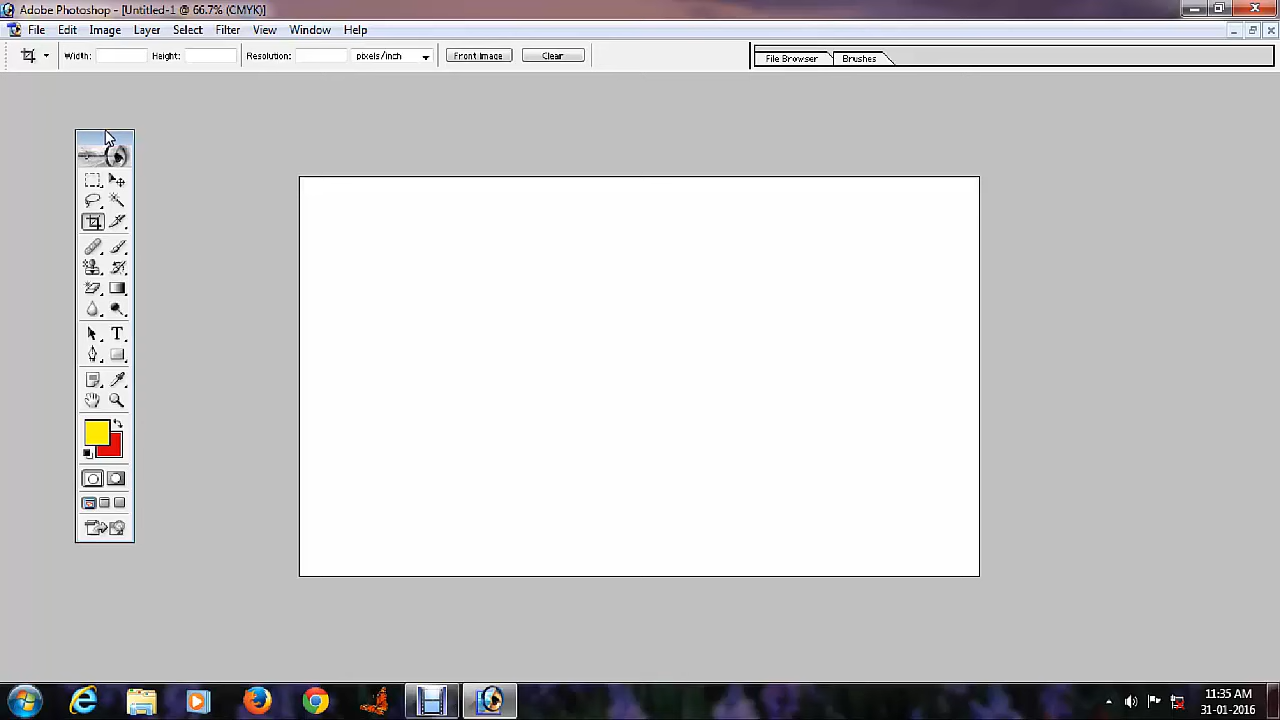 Adobe Photoshop - [Untitled-1 @ 66.7% (CMYK)]
File Edit Image Layer Select Filter View Window Help
Width: Height: Resolution: pixels/inch Front Image Clear File Browser Brushes
T
11:35 AM
31-01-2016